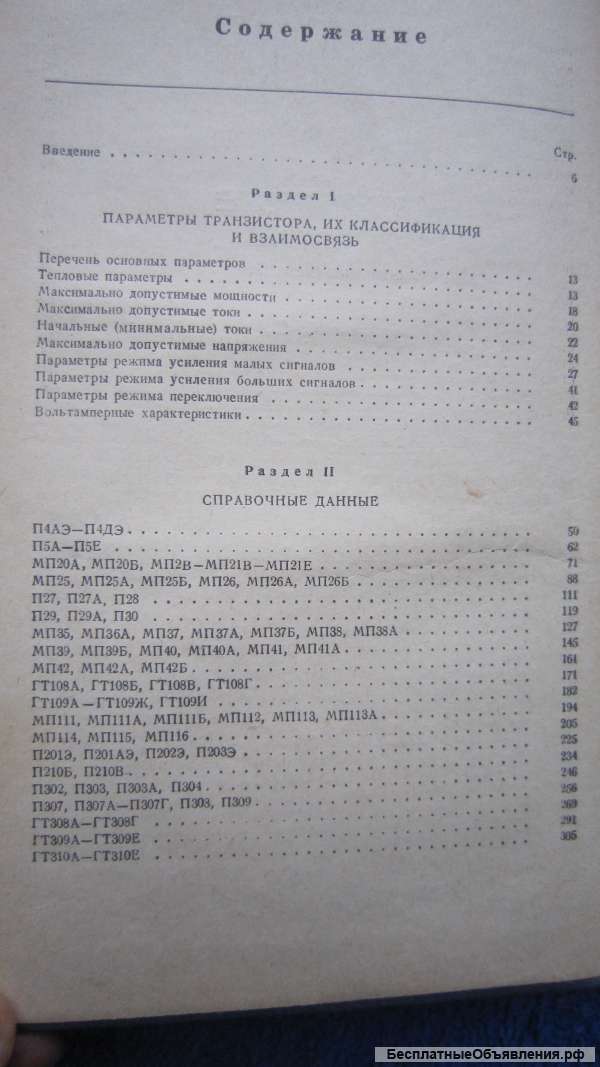 Содержание
Стр.
Введение . . . . . . . . . . . . . . . . . . . . 6
Раздел I
ПАРАМЕТРЫ ТРАНЗИСТОРА, ИХ КЛАССИФИКАЦИЯ
И ВЗАИМОСВЯЗЬ
Перечень основных параметров . . . . . . . . . . 13
Тепловые параметры . . . . . . . . . . 13
Максимально допустимые мощности . . . . . . . . . . 18
Максимально допустимые токи . . . . . . . . . . 20
Начальные (минимальные) токи . . . . . . . . . . 22
Максимально допустимые напряжения . . . . . . . . . . 24
Параметры режима усиления малых сигналов . . . . . . . . . . 27
Параметры режима усиления больших сигналов . . . . . . . . . . 41
Параметры режима переключения . . . . . . . . . . 42
Вольтамперные характеристики . . . . . . . . . . 45
Раздел II
СПРАВОЧНЫЕ ДАННЫЕ
П4АЭ—П4ДЭ . . . . . . . . . . 50
П5А—П5Е . . . . . . . . . . 62
МП20А, МП20Б, МП2В—МП21В—МП21Е . . . . . . . . . . 71
МП25, МП25А, МП25Б, МП26, МП26А, МП26Б . . . . . . . . . . 88
П27, П27А, П28 . . . . . . . . . . 111
П29, П29А, П30 . . . . . . . . . . 119
МП35, МП36А, МП37, МП37А, МП37Б, МП38, МП38А . . . . . . . . . . 127
МП39, МП39Б, МП40, МП40А, МП41, МП41А . . . . . . . . . . 145
МП42, МП42А, МП42Б . . . . . . . . . . 161
ГТ108А, ГТ108Б, ГТ108В, ГТ108Г . . . . . . . . . . 171
ГТ109А—ГТ109Ж, ГТ109И . . . . . . . . . . 182
МП111, МП111А, МП111Б, МП112, МП113, МП113А . . . . . . . . . . 194
МП114, МП115, МП116 . . . . . . . . . . 205
П201Э, П201АЭ, П202Э, П203Э . . . . . . . . . . 225
П210Б, П210В . . . . . . . . . . 234
П302, П303, П303А, П304 . . . . . . . . . . 246
П307, П307А—П307Г, П308, П309 . . . . . . . . . . 256
ГТ308А—ГТ308Г . . . . . . . . . . 269
ГТ309А—ГТ309Е . . . . . . . . . . 291
ГТ310А—ГТ310Е . . . . . . . . . . 305
БесплатныеОбъявления.рф